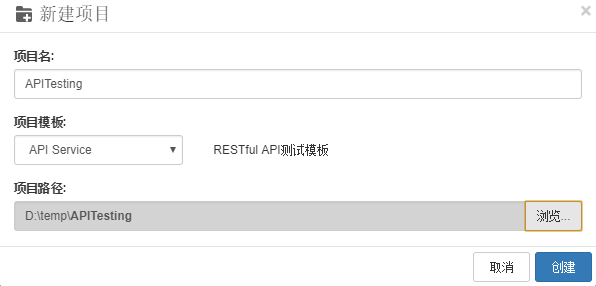 新建项目
×
项目名:
APITesting
项目模板:
API Service ▼ RESTful API测试模板
项目路径:
D:\temp\APITesting 浏览...
取消 创建